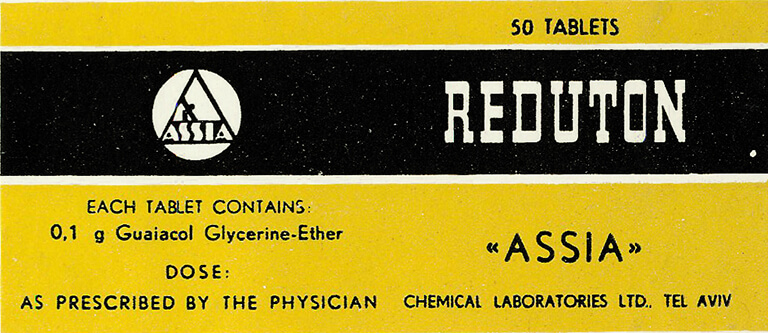 50 TABLETS
ASSIA
REDUTON
EACH TABLET CONTAINS:
0,1 g Guaiacol Glycerine-Ether
DOSE:
AS PRESCRIBED BY THE PHYSICIAN
«ASSIA»
CHEMICAL LABORATORIES LTD., TEL AVIV